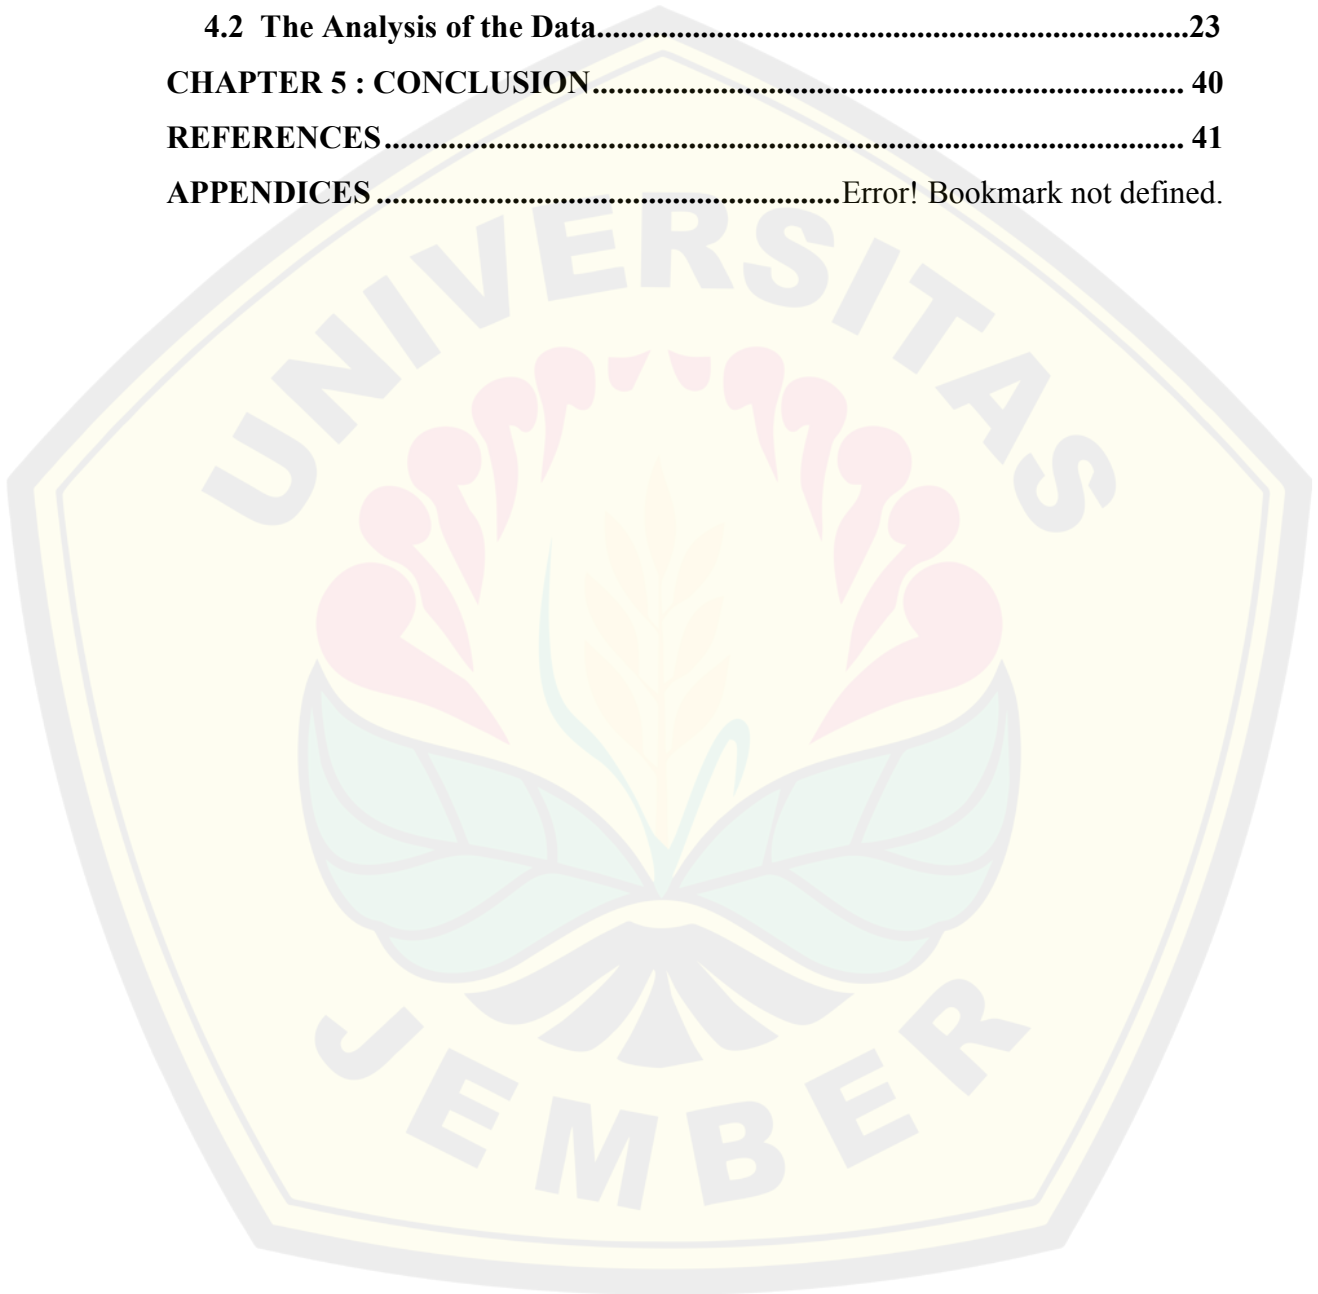 4.2 The Analysis of the Data..........................................................................23
CHAPTER 5 : CONCLUSION.......................................................................... 40
REFERENCES.................................................................................................... 41
APPENDICES..........................................................Error! Bookmark not defined.
UNIVERSITAS
JEMBER